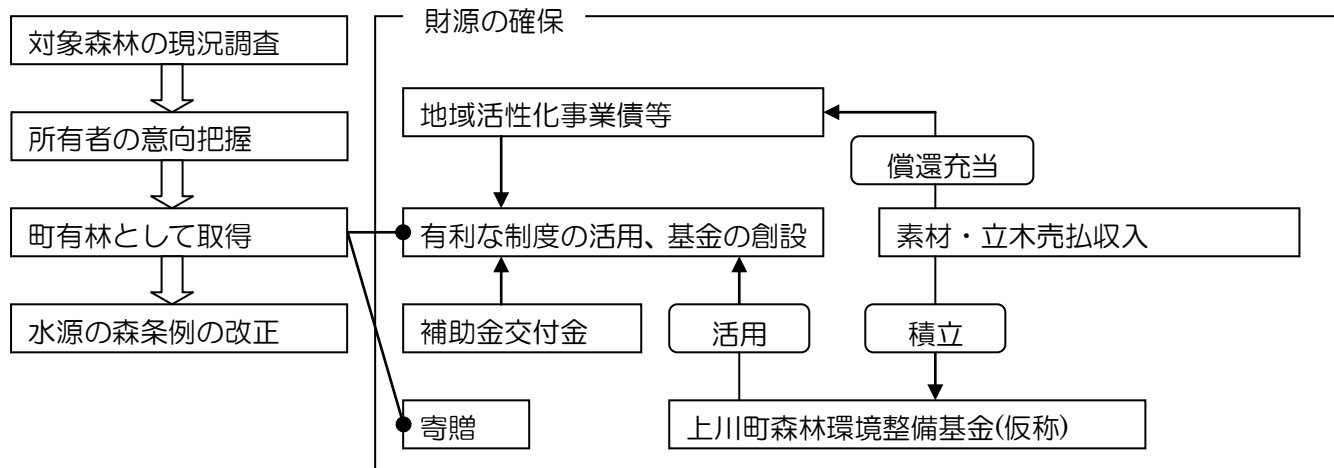 財源の確保
対象森林の現況調査
所有者の意向把握
町有林として取得
水源の森条例の改正
地域活性化事業債等
償還充当
有利な制度の活用、基金の創設
素材・立木売払収入
補助金交付金
活用
積立
寄贈
上川町森林環境整備基金(仮称)